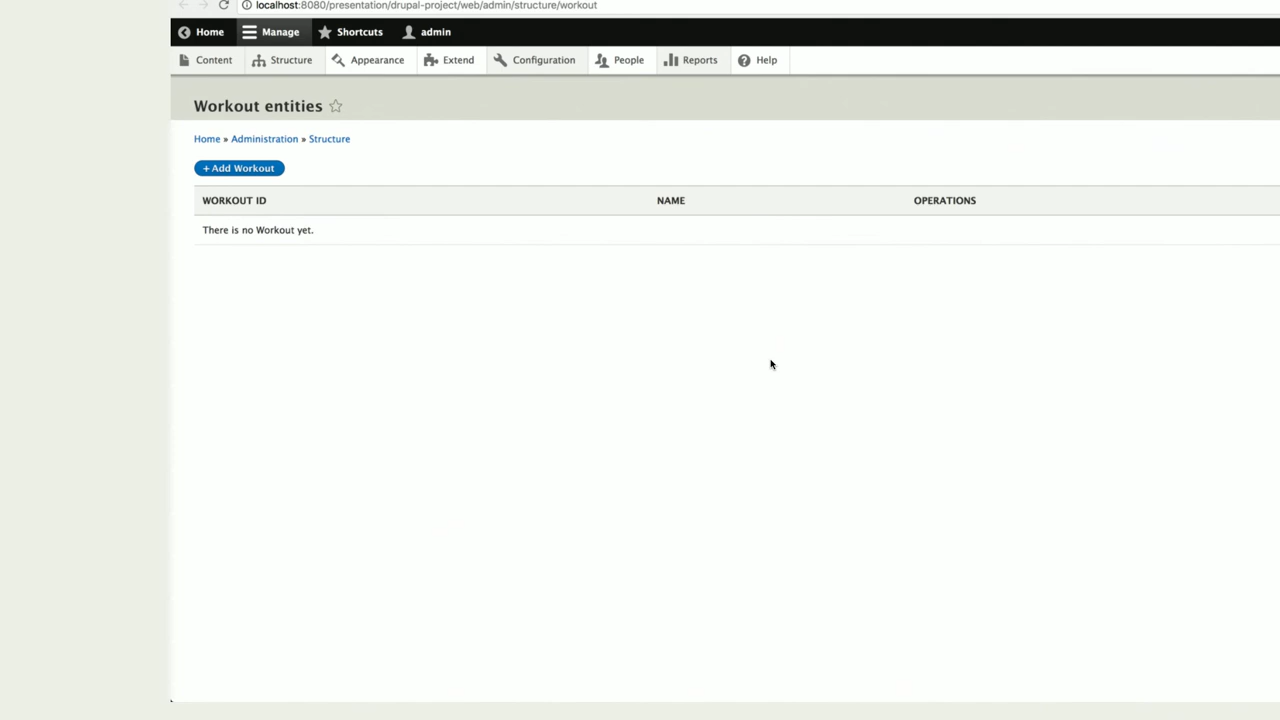 localhost:8080/presentation/drupal-project/web/admin/structure/workout
Home Manage Shortcuts admin
Content Structure Appearance Extend Configuration People Reports Help
Workout entities
Home » Administration » Structure
+ Add Workout
WORKOUT ID NAME OPERATIONS
There is no Workout yet.